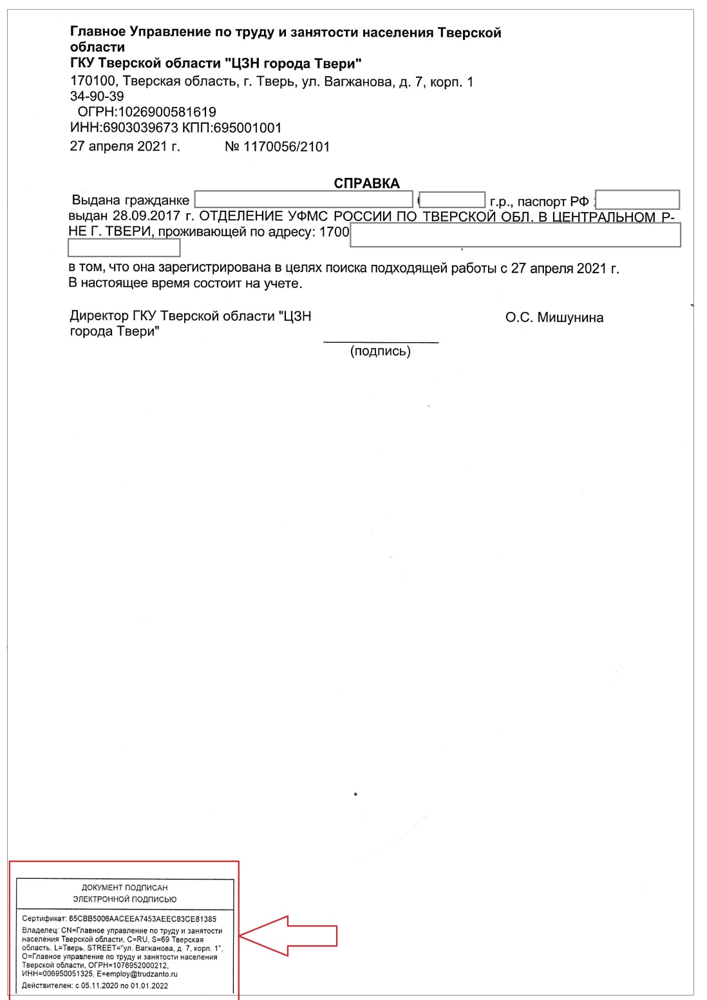 Главное Управление по труду и занятости населения Тверской
области
ГКУ Тверской области "ЦЗН города Твери"
170100, Тверская область, г. Тверь, ул. Вагжанова, д. 7, корп. 1
34-90-39
ОГРН:1026900581619
ИНН:6903039673 КПП:695001001
27 апреля 2021 г. № 1170056/2101
СПРАВКА
Выдана гражданке г.р., паспорт РФ
выдан 28.09.2017 г. ОТДЕЛЕНИЕ УФМС РОССИИ ПО ТВЕРСКОЙ ОБЛ. В ЦЕНТРАЛЬНОМ Р-
НЕ Г. ТВЕРИ, проживающей по адресу: 1700
в том, что она зарегистрирована в целях поиска подходящей работы с 27 апреля 2021 г.
В настоящее время состоит на учете.
Директор ГКУ Тверской области "ЦЗН
города Твери"
О.С. Мишунина
(подпись)
ДОКУМЕНТ ПОДПИСАН
ЭЛЕКТРОННОЙ ПОДПИСЬЮ
Сертификат: 65CBB5006AACEEA7453AEEC83CE81385
Владелец: CN=Главное управление по труду и занятости
населения Тверской области, C=RU, S=69 Тверская
область, L=Тверь, STREET="ул. Вагжанова, д. 7, корп. 1",
O=Главное управление по труду и занятости населения
Тверской области, ОГРН=1076952000212,
ИНН=006950051325, E=employ@trudzanto.ru
Действителен: с 05.11.2020 по 01.01.2022